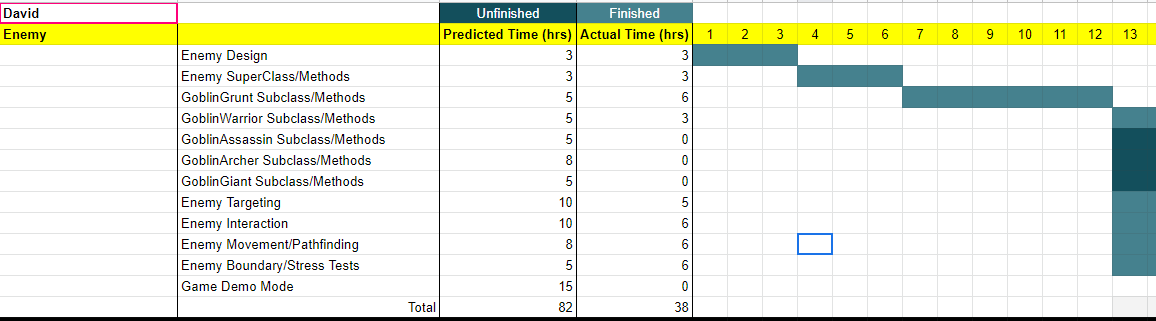 David Unfinished Finished
Enemy Predicted Time (hrs) Actual Time (hrs) 1 2 3 4 5 6 7 8 9 10 11 12 13
Enemy Design 3 3
Enemy SuperClass/Methods 3 3
GoblinGrunt Subclass/Methods 5 6
GoblinWarrior Subclass/Methods 5 3
GoblinAssassin Subclass/Methods 5 0
GoblinArcher Subclass/Methods 8 0
GoblinGiant Subclass/Methods 5 0
Enemy Targeting 10 5
Enemy Interaction 10 6
Enemy Movement/Pathfinding 8 6
Enemy Boundary/Stress Tests 5 6
Game Demo Mode 15 0
Total 82 38